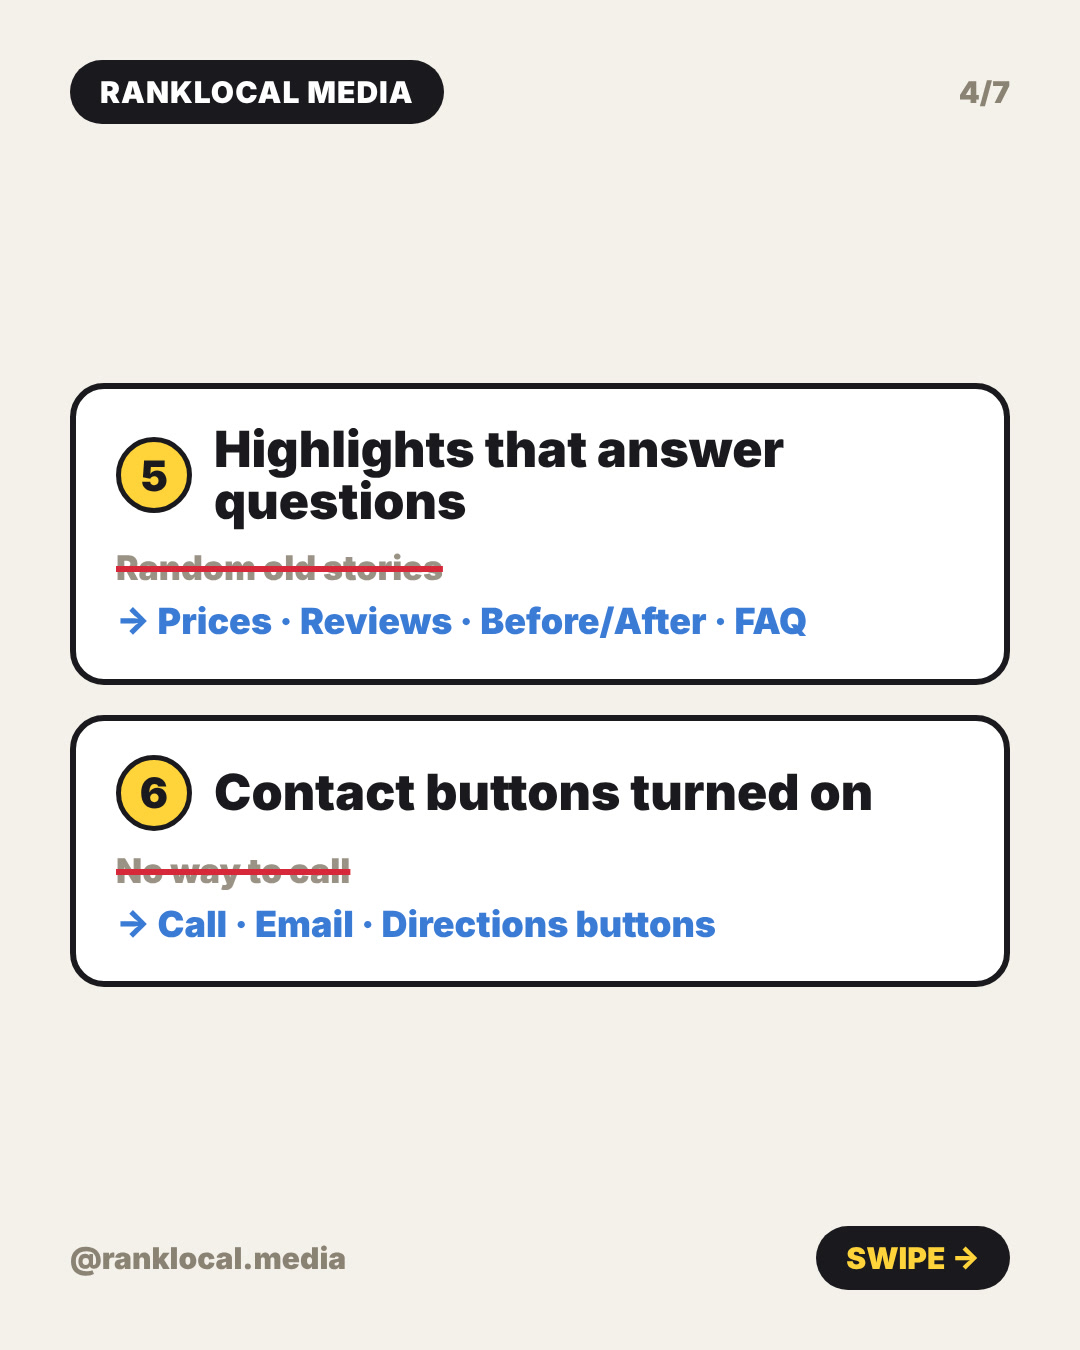 RANKLOCAL MEDIA
4/7
5
Highlights that answer
questions
Random old stories
→ Prices · Reviews · Before/After · FAQ
6
Contact buttons turned on
No way to call
→ Call · Email · Directions buttons
@ranklocal.media
SWIPE →